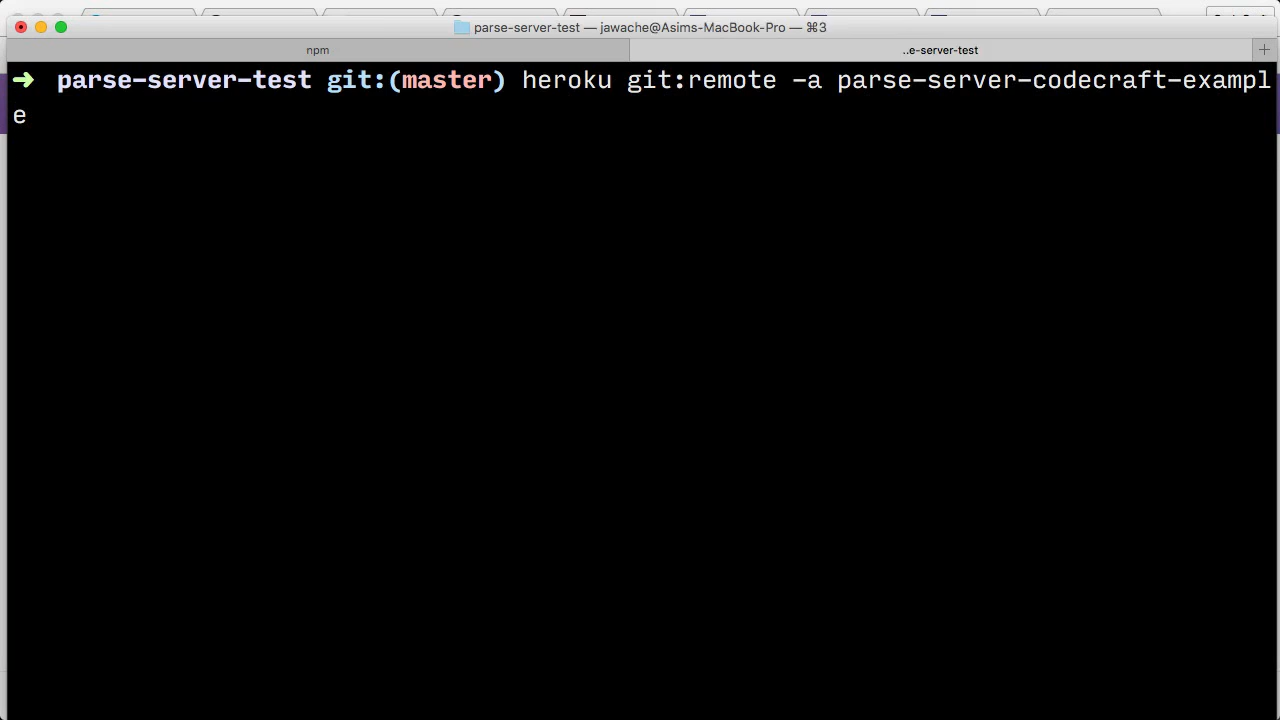 parse-server-test — jawache@Asims-MacBook-Pro — ⌘3
npm
..e-server-test
➜ parse-server-test git:(master) heroku git:remote -a parse-server-codecraft-exampl
e